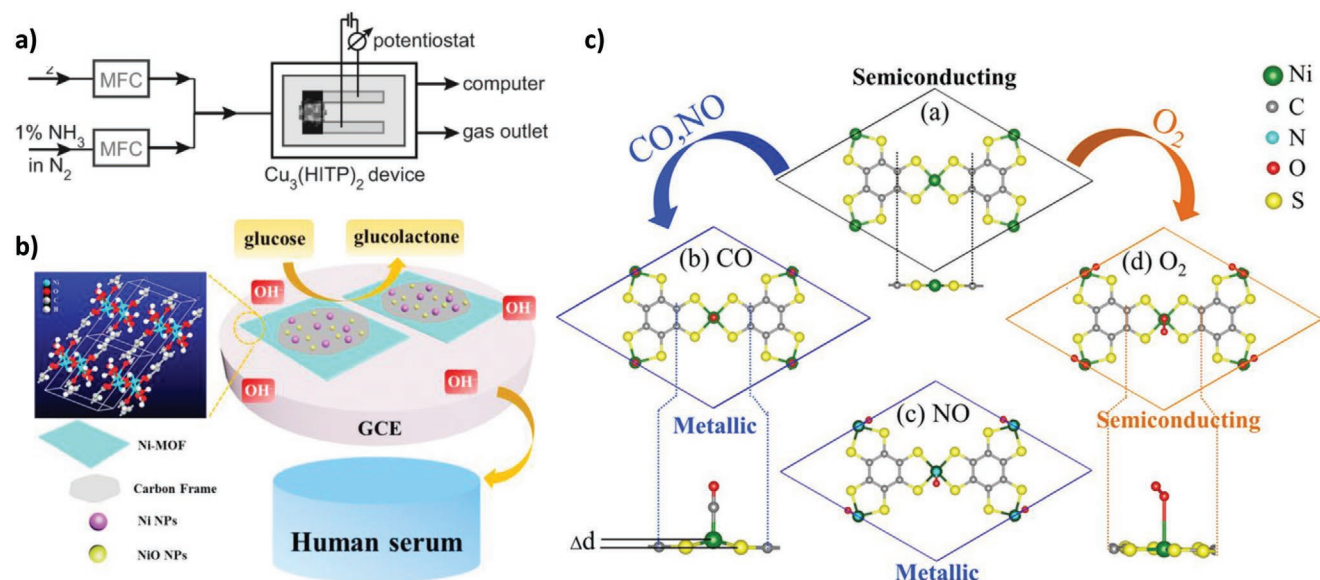 a)
2
MFC
1% NH3
in N2
MFC
potentiostat
computer
gas outlet
Cu3(HITP)2 device
b)
glucose
glucolactone
OH-
OH-
OH-
OH-
GCE
Ni-MOF
Carbon Frame
Ni NPs
NiO NPs
Human serum
c)
Semiconducting
(a)
CO,NO
O2
Ni
C
N
O
S
(b) CO
Metallic
Δd
(c) NO
Metallic
(d) O2
Semiconducting